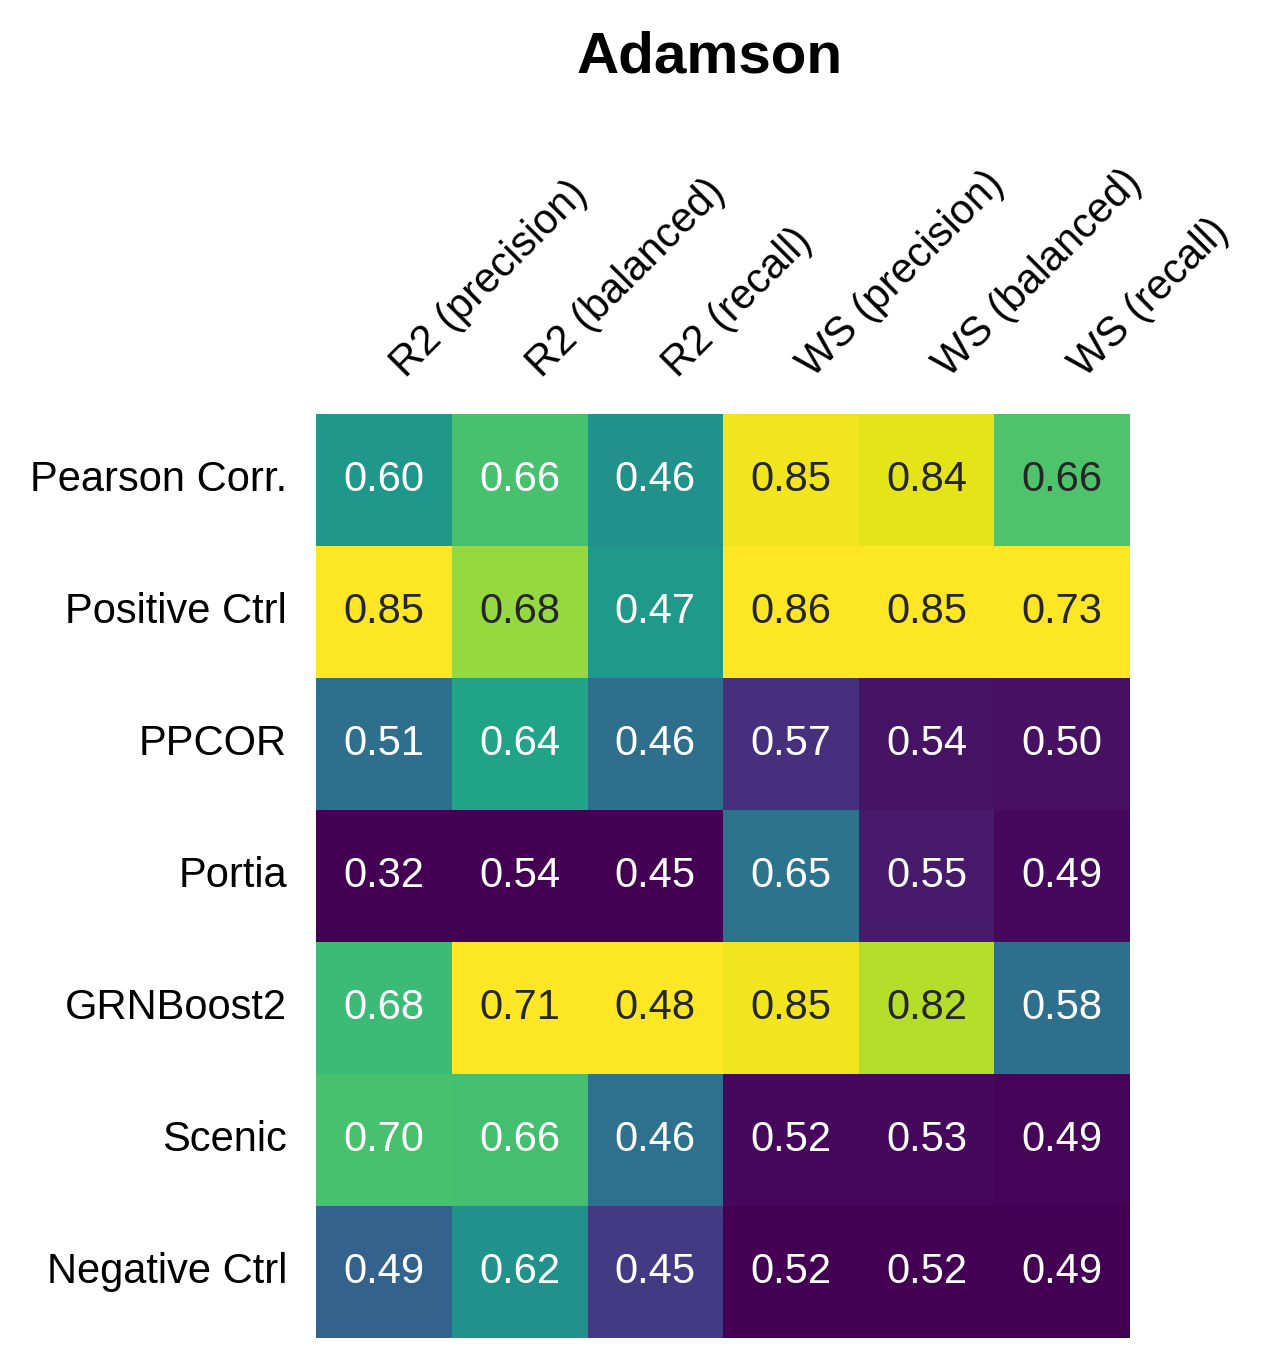 Adamson
R2 (precision)
R2 (balanced)
R2 (recall)
WS (precision)
WS (balanced)
WS (recall)
Pearson Corr. 0.60 0.66 0.46 0.85 0.84 0.66
Positive Ctrl 0.85 0.68 0.47 0.86 0.85 0.73
PPCOR 0.51 0.64 0.46 0.57 0.54 0.50
Portia 0.32 0.54 0.45 0.65 0.55 0.49
GRNBoost2 0.68 0.71 0.48 0.85 0.82 0.58
Scenic 0.70 0.66 0.46 0.52 0.53 0.49
Negative Ctrl 0.49 0.62 0.45 0.52 0.52 0.49